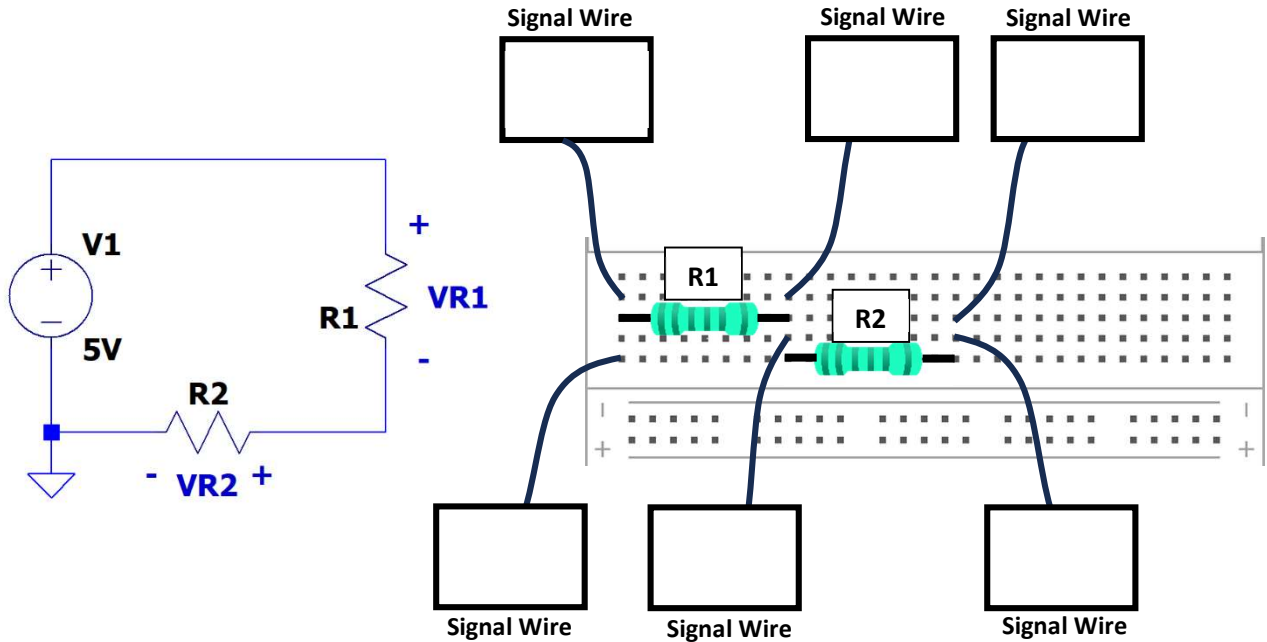 Signal Wire
Signal Wire
Signal Wire
V1
+
R1
+
VR1
-
5V
R2
- VR2 +
R1
R2
Signal Wire
Signal Wire
Signal Wire